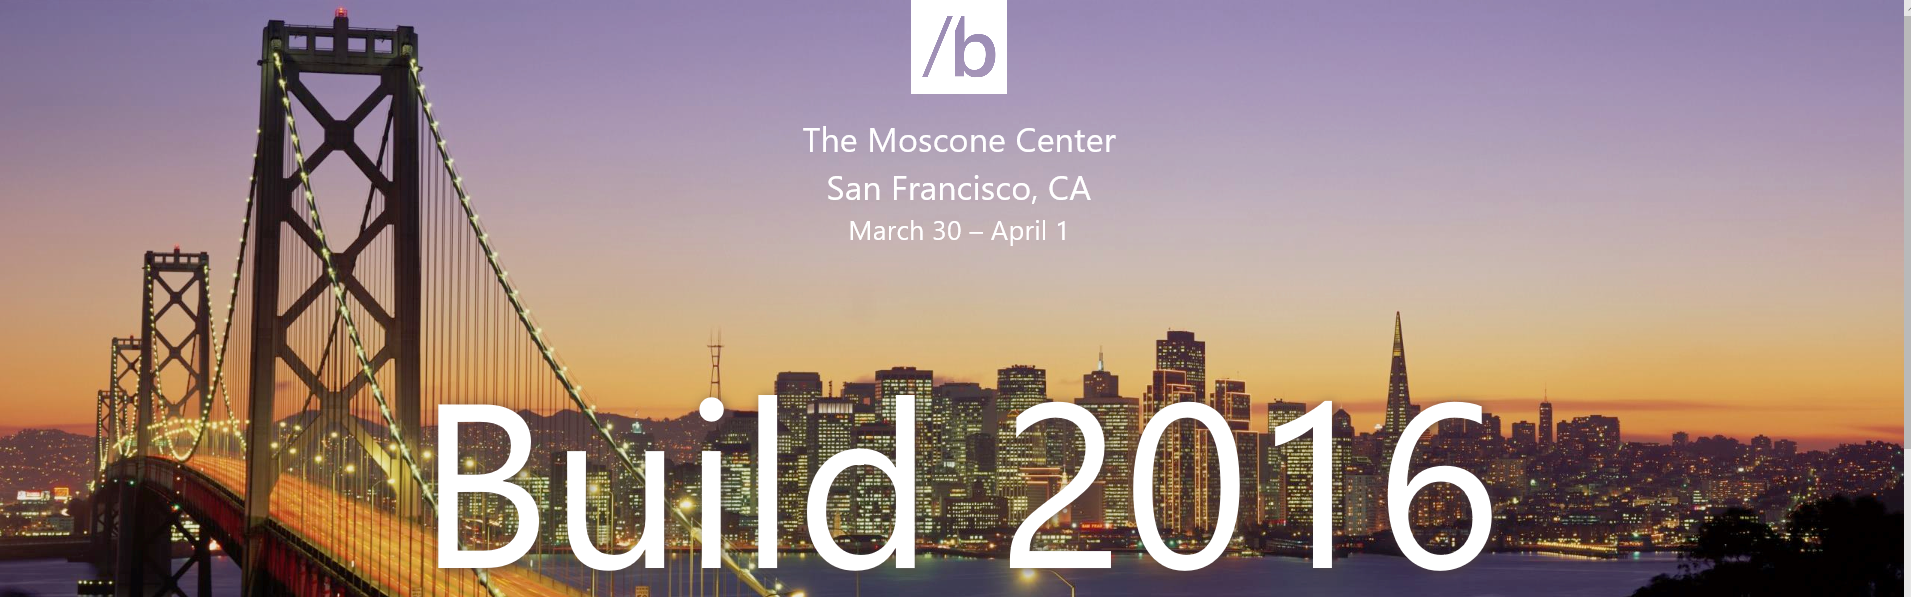 /b
The Moscone Center
San Francisco, CA
March 30 – April 1
Build 2016